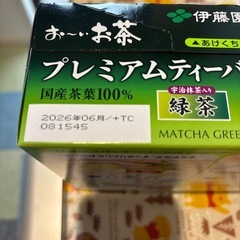 伊藤園
お〜いお茶
▲あけくち
プレミアムティーバ
国産茶葉100%
宇治抹茶入り
緑茶
2026年06月/+TC
081545
MATCHA GREE